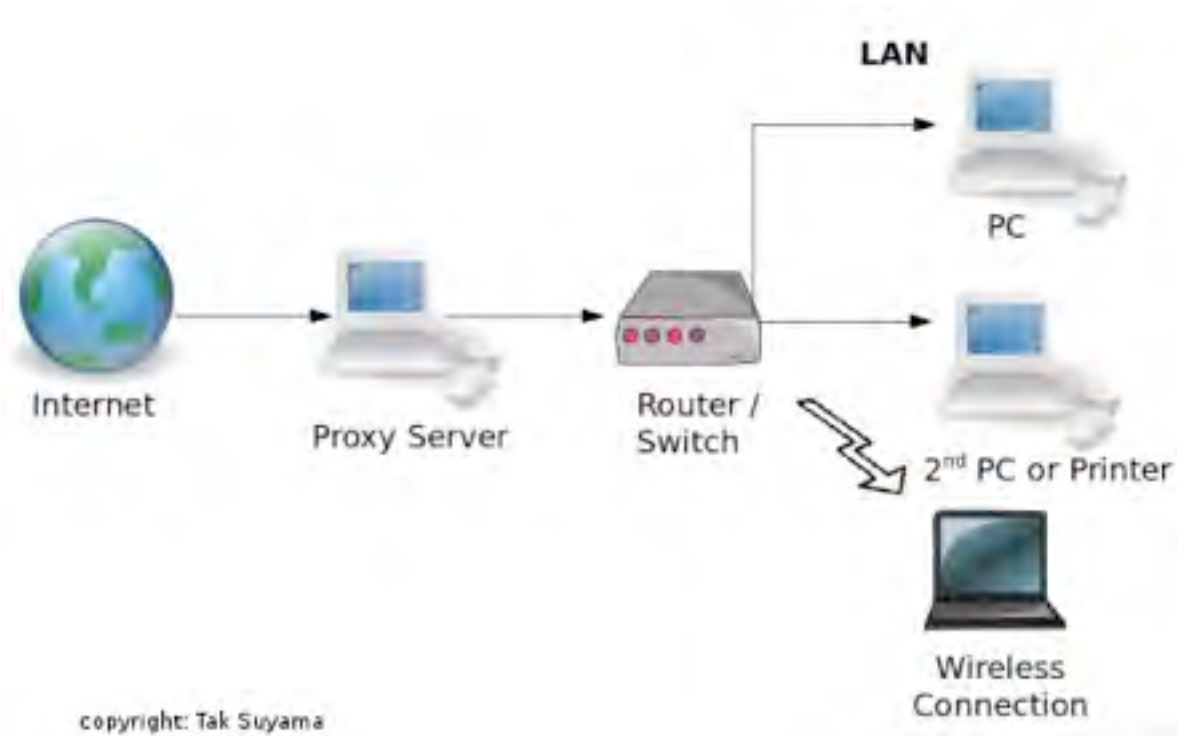 LAN
PC
Internet
Proxy Server
Router /
Switch
2nd PC or Printer
Wireless
Connection
copyright: Tak Suyama